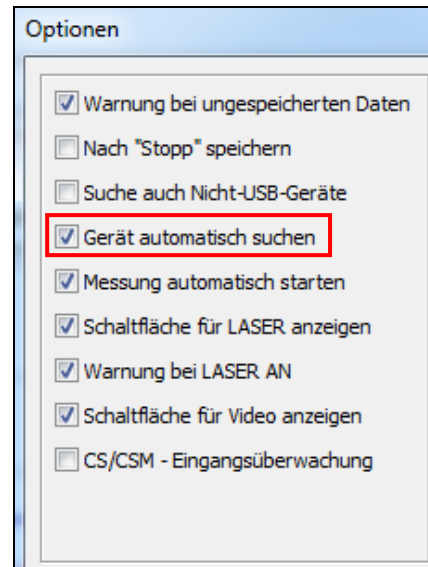 Optionen
Warnung bei ungespeicherten Daten
Nach "Stopp" speichern
Suche auch Nicht-USB-Geräte
Gerät automatisch suchen
Messung automatisch starten
Schaltfläche für LASER anzeigen
Warnung bei LASER AN
Schaltfläche für Video anzeigen
CS/CSM - Eingangsüberwachung